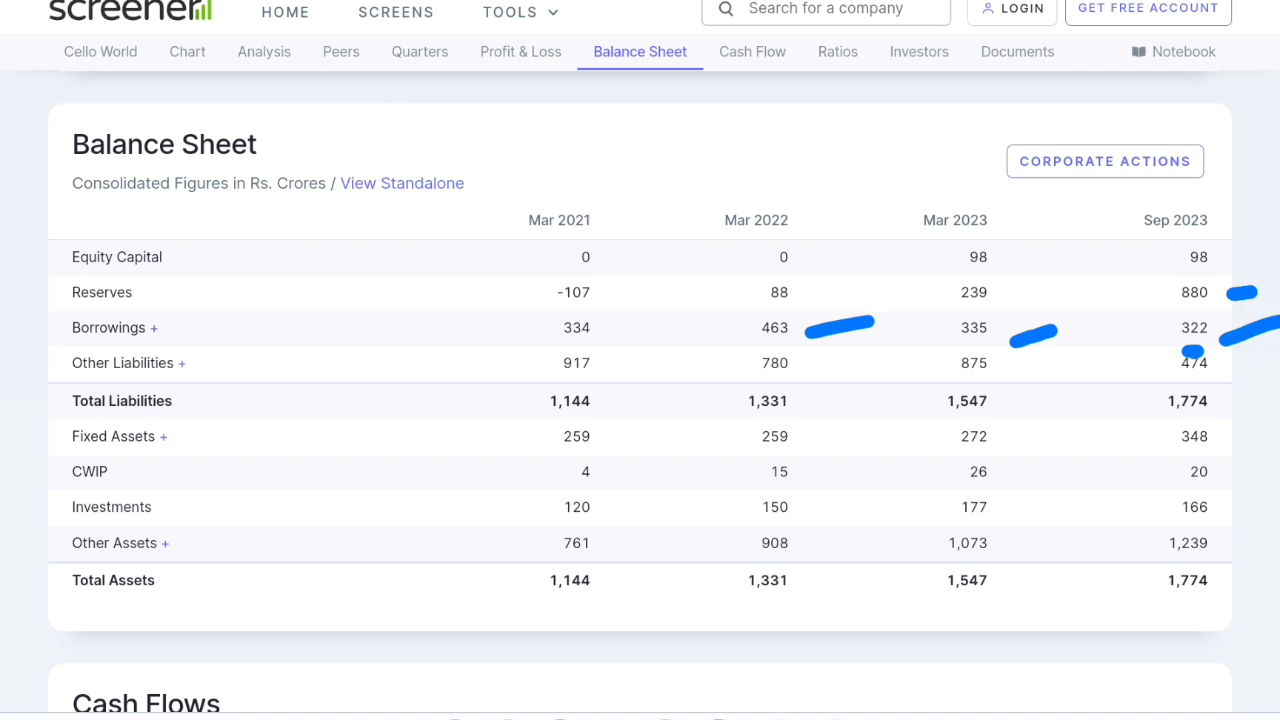 screener
HOME SCREENS TOOLS Search for a company LOGIN GET FREE ACCOUNT
Cello World Chart Analysis Peers Quarters Profit & Loss Balance Sheet Cash Flow Ratios Investors Documents Notebook
Balance Sheet
CORPORATE ACTIONS
Consolidated Figures in Rs. Crores / View Standalone
Mar 2021 Mar 2022 Mar 2023 Sep 2023
Equity Capital 0 0 98 98
Reserves -107 88 239 880
Borrowings + 334 463 335 322
Other Liabilities + 917 780 875 474
Total Liabilities 1,144 1,331 1,547 1,774
Fixed Assets + 259 259 272 348
CWIP 4 15 26 20
Investments 120 150 177 166
Other Assets + 761 908 1,073 1,239
Total Assets 1,144 1,331 1,547 1,774
Cash Flows